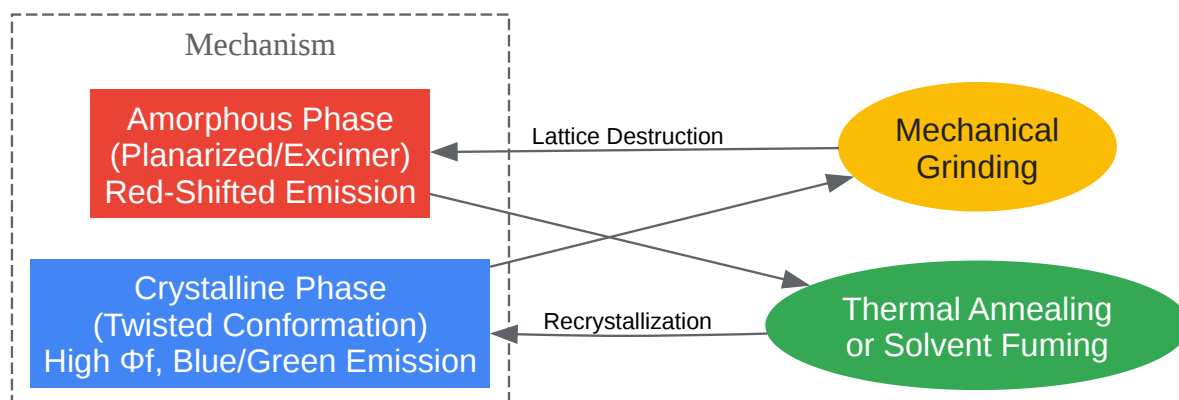 Mechanism
Amorphous Phase
(Planarized/Excimer)
Red-Shifted Emission
Lattice Destruction
Mechanical
Grinding
Crystalline Phase
(Twisted Conformation)
High Φf, Blue/Green Emission
Recrystallization
Thermal Annealing
or Solvent Fuming